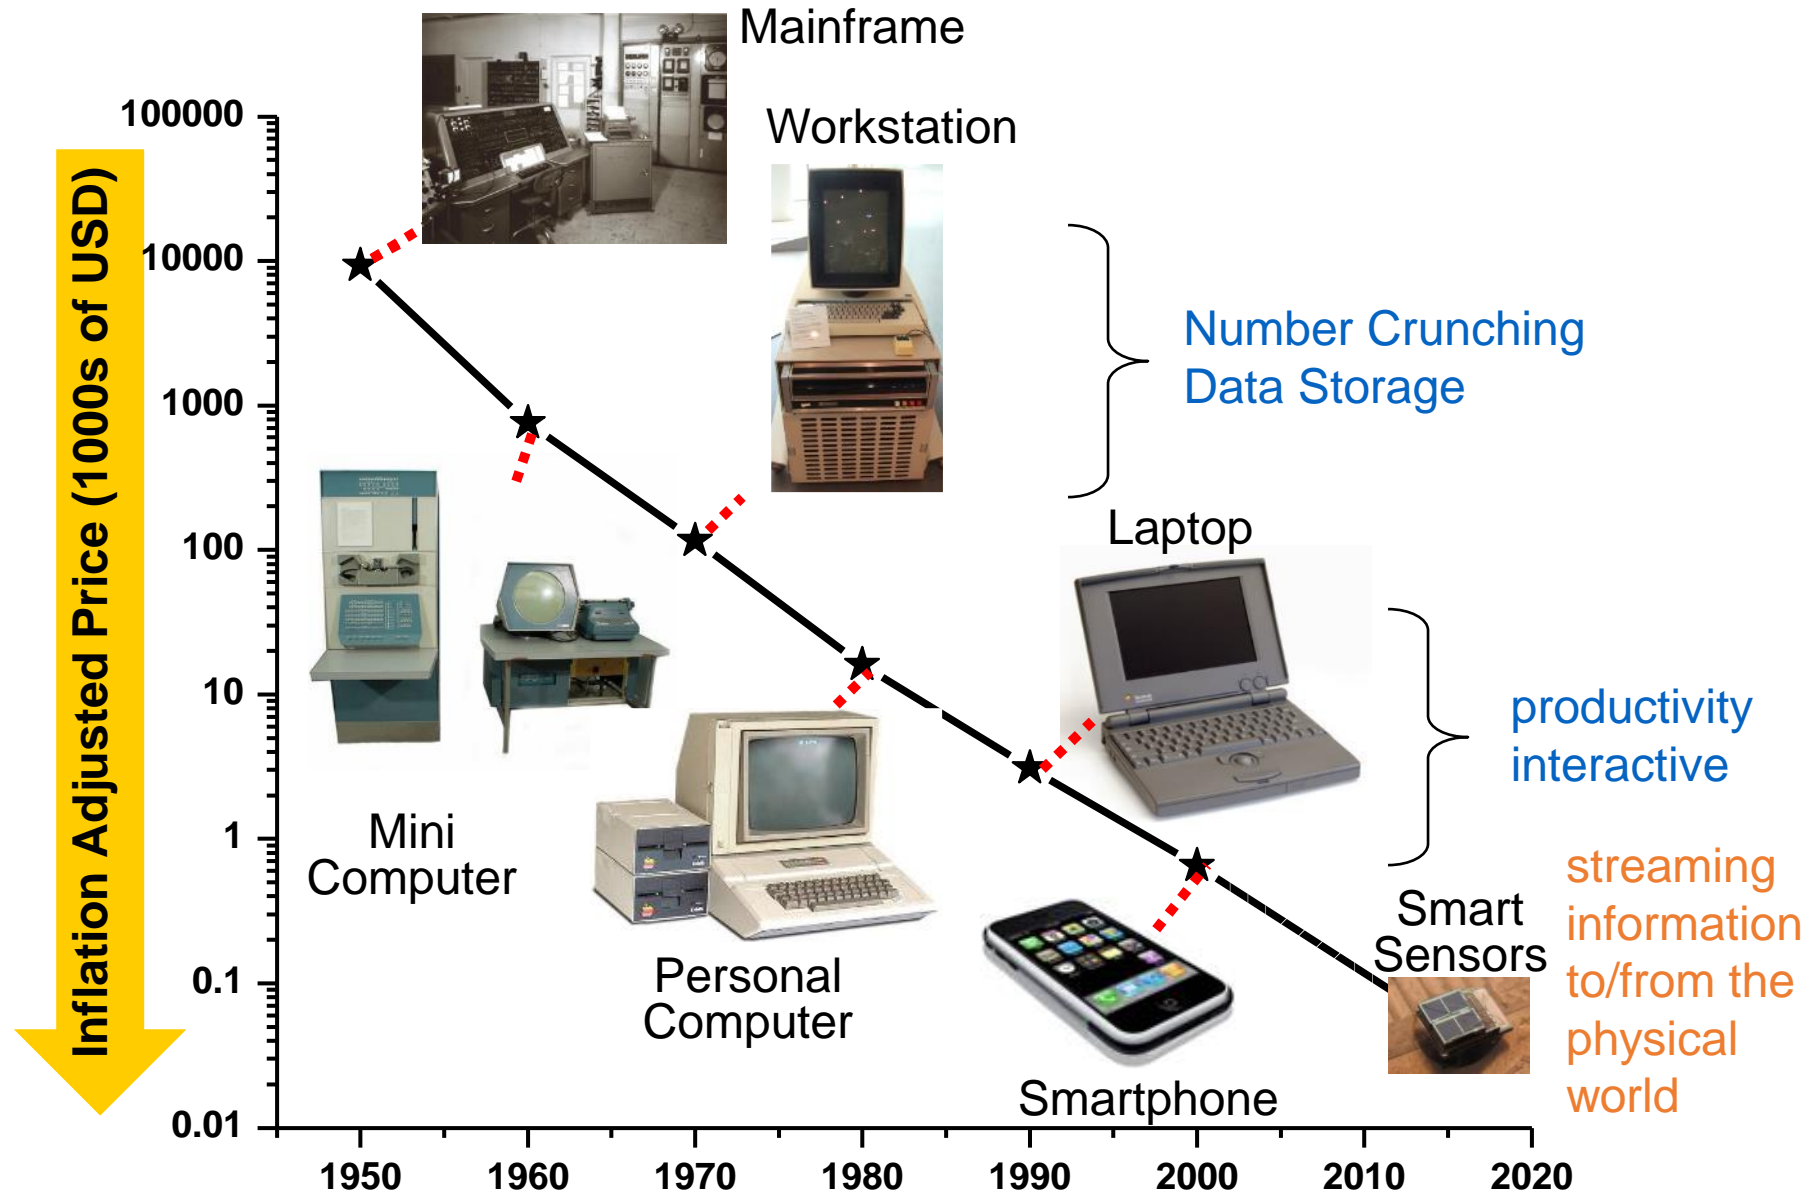 Mainframe
Workstation
Inflation Adjusted Price (1000s of USD)
100000
10000
1000
100
10
1
0.1
0.01
Number Crunching
Data Storage
Laptop
productivity
interactive
Mini
Computer
Personal
Computer
Smartphone
Smart
Sensors
streaming
information
to/from the
physical
world
1950
1960
1970
1980
1990
2000
2010
2020